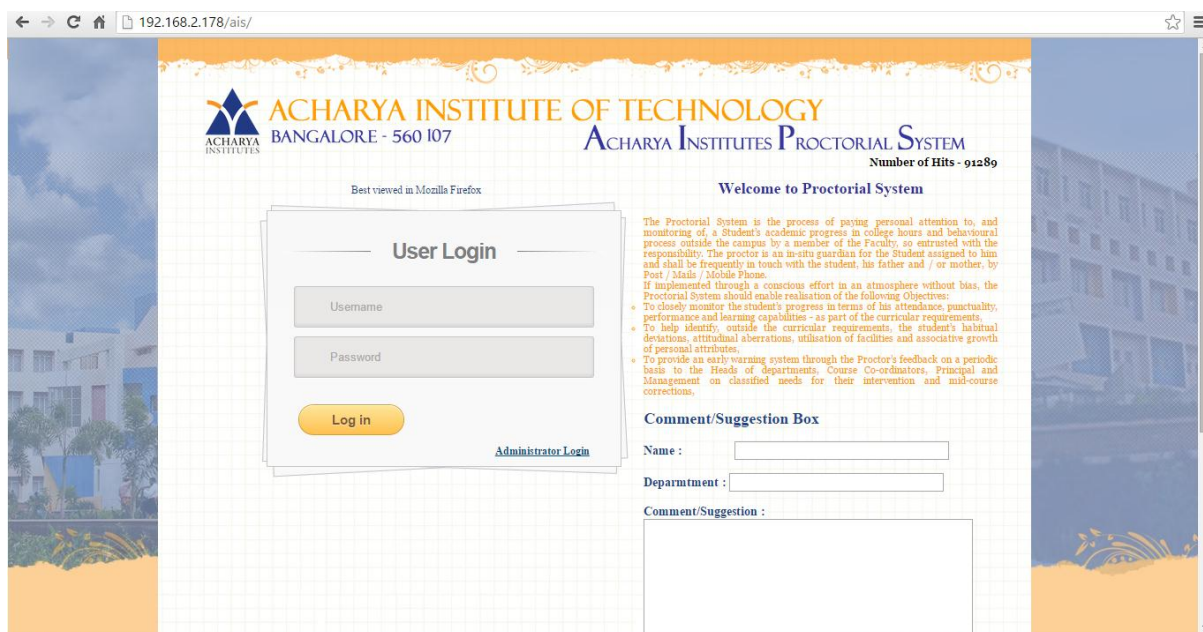 192.168.2.178/ais/
ACHARYA INSTITUTE OF TECHNOLOGY
ACHARYA
INSTITUTES
BANGALORE - 560 107
ACHARYA INSTITUTES PROCTORIAL SYSTEM
Number of Hits - 91289
Best viewed in Mozilla Firefox
User Login
Username
Password
Log in
Administrator Login
Welcome to Proctorial System
The Proctorial System is the process of paying personal attention to, and
monitoring of, a Student's academic progress in college hours and behavioural
process outside the campus by a member of the Faculty, so entrusted with the
responsibility. The proctor is an in-situ guardian for the Student assigned to him
and shall be frequently in touch with the student, his father and / or mother, by
Post / Mails / Mobile Phone.
If implemented through a conscious effort in an atmosphere without bias, the
Proctorial System should enable realisation of the following Objectives:
To closely monitor the student's progress in terms of his attendance, punctuality,
performance and learning capabilities - as part of the curricular requirements,
To help identify, outside the curricular requirements, the student's habitual
deviations, attitudinal aberrations, utilisation of facilities and associative growth
of personal attributes,
To provide an early warning system through the Proctor's feedback on a periodic
basis to the Heads of departments, Course Co-ordinators, Principal and
Management on classified needs for their intervention and mid-course
corrections,
Comment/Suggestion Box
Name :
Deparmtment :
Comment/Suggestion :